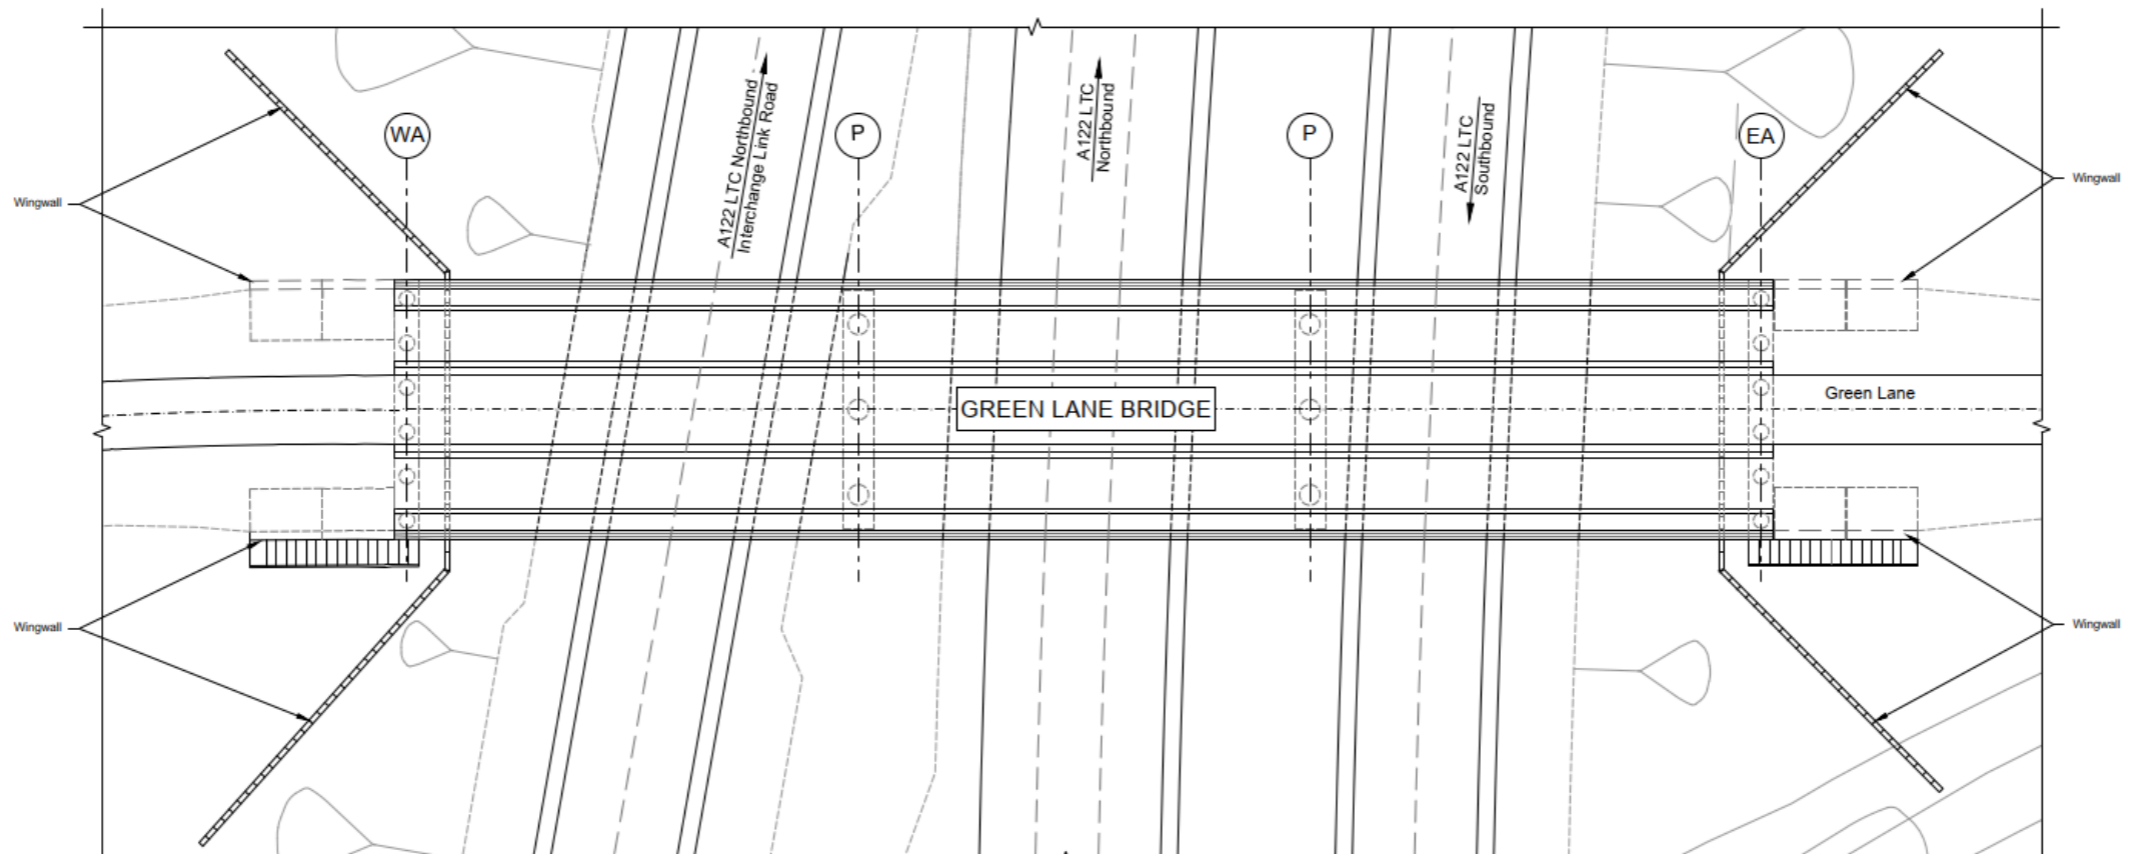 A122 LTC Northbound
Interchange Link Road
A122 LTC
Northbound
A122 LTC
Southbound
WA
P
P
EA
Wingwall
Wingwall
GREEN LANE BRIDGE
Green Lane
Wingwall
Wingwall